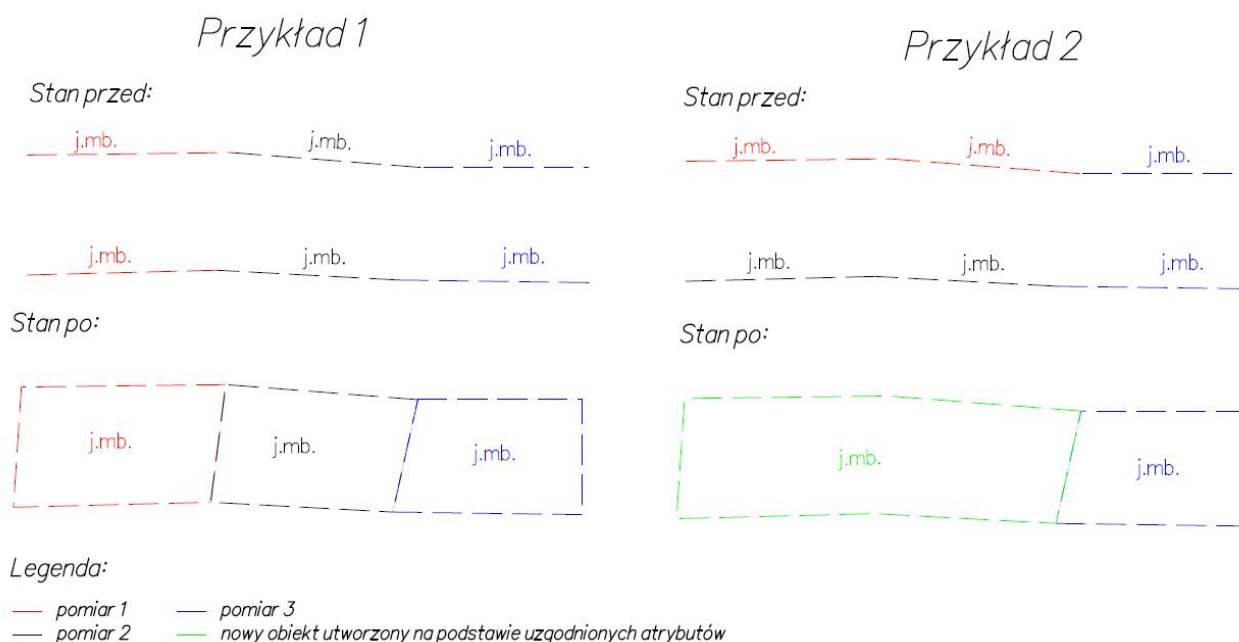 Przykład 1
Stan przed:
j.mb. j.mb. j.mb.
j.mb. j.mb. j.mb.
Stan po:
j.mb. j.mb. j.mb.
Przykład 2
Stan przed:
j.mb. j.mb. j.mb.
j.mb. j.mb. j.mb.
Stan po:
j.mb. j.mb.
Legenda:
pomiar 1 pomiar 3
pomiar 2 nowy obiekt utworzony na podstawie uzgodnionych atrybutów